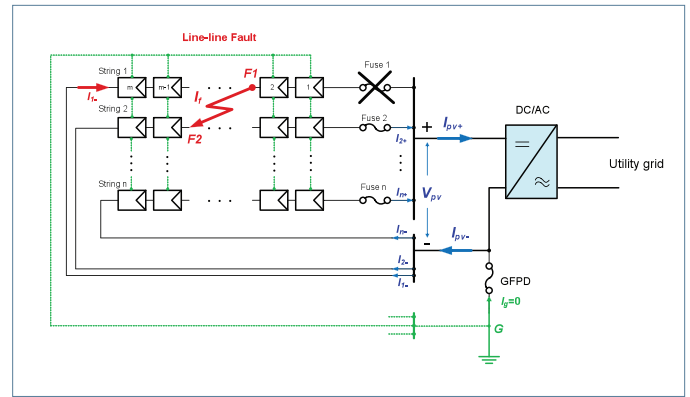 Line-line Fault
String 1
m
m-1
F1
2
1
Fuse 1
I1-
If
String 2
F2
Fuse 2
DC/AC
I2+
+
Ipv+
Utility grid
String n
Fuse n
In+
Vpv
In-
-
Ipv-
I2-
I1-
GFPD
Ig=0
G